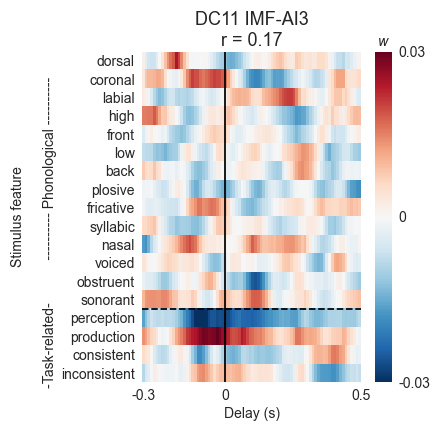 DC11 IMF-AI3
r = 0.17
w
dorsal
coronal
labial
high
front
low
back
plosive
fricative
syllabic
nasal
voiced
obstruent
sonorant
perception
production
consistent
inconsistent
Stimulus feature
---------- Phonological ----------
-Task-related-
0.03
0
-0.03
-0.3
0
0.5
Delay (s)